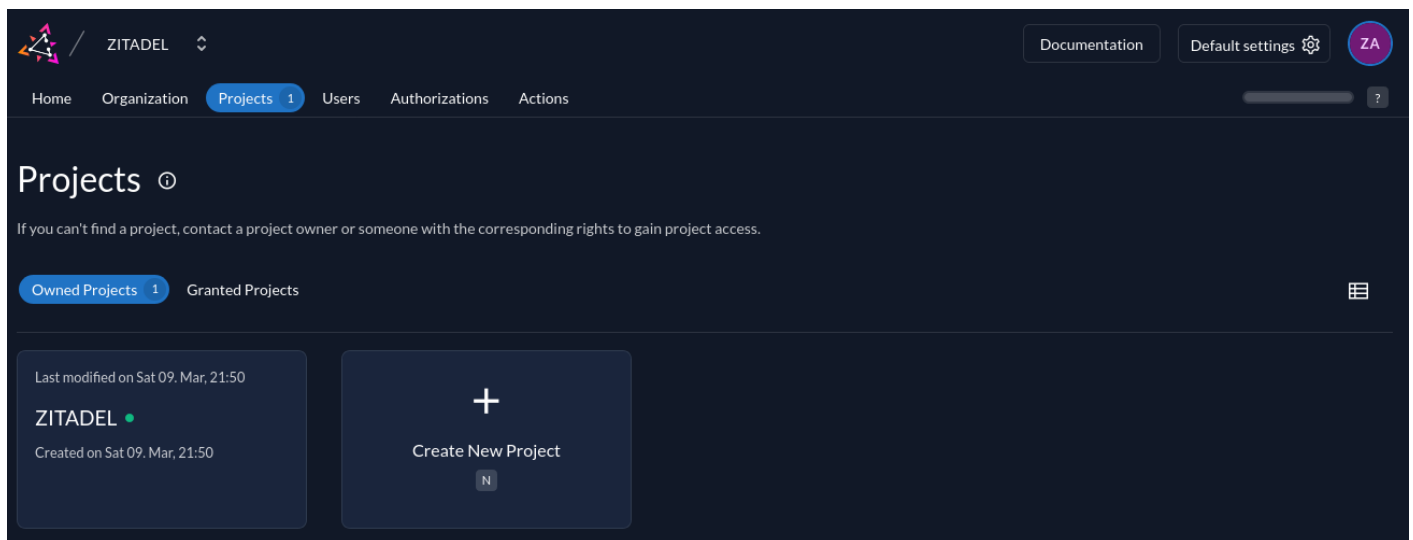 ZITADEL
Documentation
Default settings
ZA
Home
Organization
Projects 1
Users
Authorizations
Actions
?
Projects
If you can't find a project, contact a project owner or someone with the corresponding rights to gain project access.
Owned Projects 1
Granted Projects
Last modified on Sat 09. Mar, 21:50
ZITADEL
Created on Sat 09. Mar, 21:50
Create New Project
N